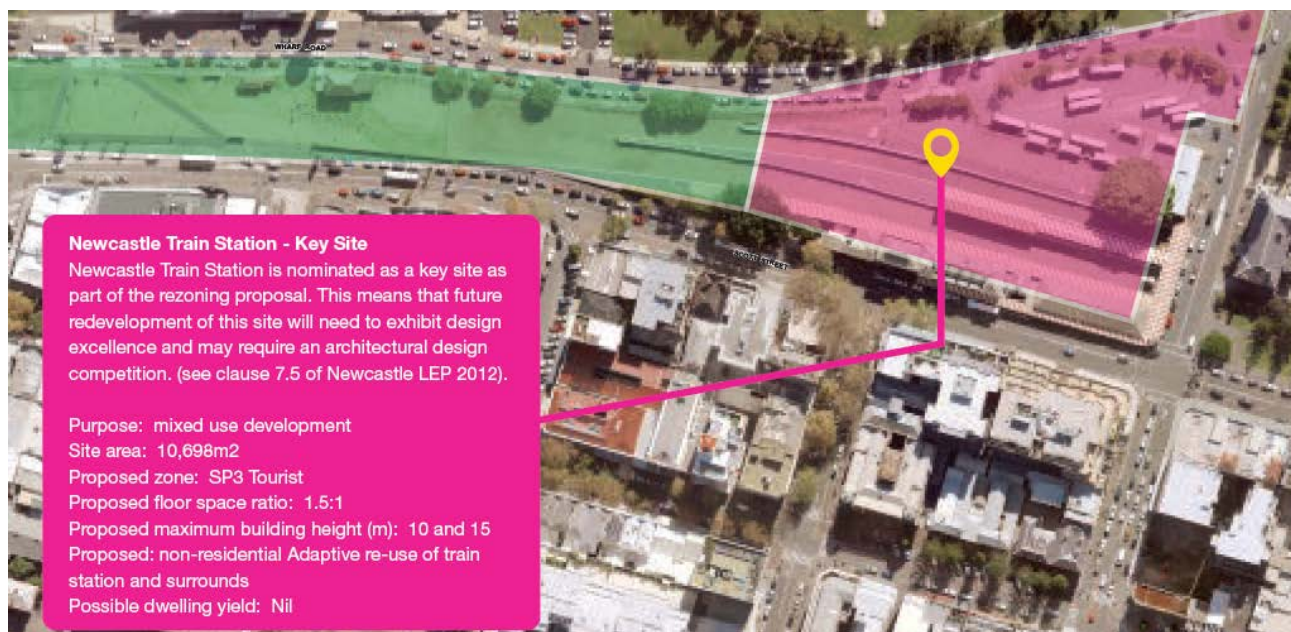 WHARF ROAD
Newcastle Train Station - Key Site
Newcastle Train Station is nominated as a key site as
part of the rezoning proposal. This means that future
redevelopment of this site will need to exhibit design
excellence and may require an architectural design
competition. (see clause 7.5 of Newcastle LEP 2012).
Purpose: mixed use development
Site area: 10,698m2
Proposed zone: SP3 Tourist
Proposed floor space ratio: 1.5:1
Proposed maximum building height (m): 10 and 15
Proposed: non-residential Adaptive re-use of train
station and surrounds
Possible dwelling yield: Nil
SCOTT STREET